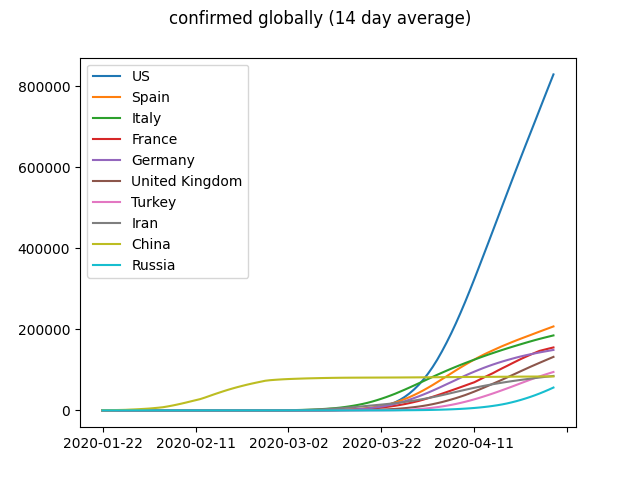 confirmed globally (14 day average)
800000
600000
400000
200000
0
US
Spain
Italy
France
Germany
United Kingdom
Turkey
Iran
China
Russia
2020-01-22 2020-02-11 2020-03-02 2020-03-22 2020-04-11